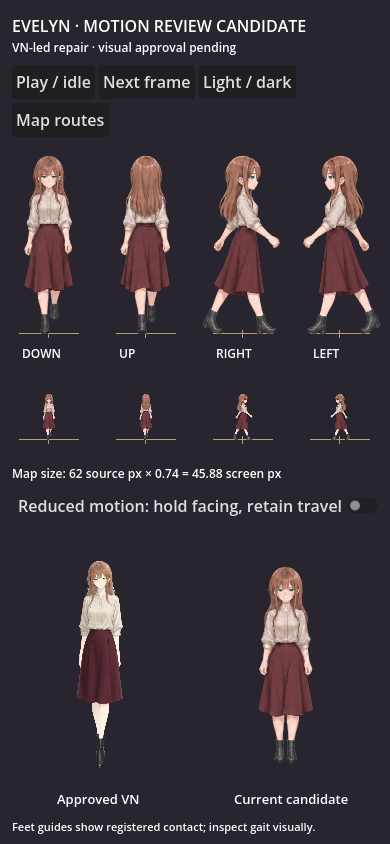 EVELYN · MOTION REVIEW CANDIDATE
VN-led repair · visual approval pending
Play / idle
Next frame
Light / dark
Map routes
DOWN
UP
RIGHT
LEFT
Map size: 62 source px × 0.74 = 45.88 screen px
Reduced motion: hold facing, retain travel
Approved VN
Current candidate
Feet guides show registered contact; inspect gait visually.